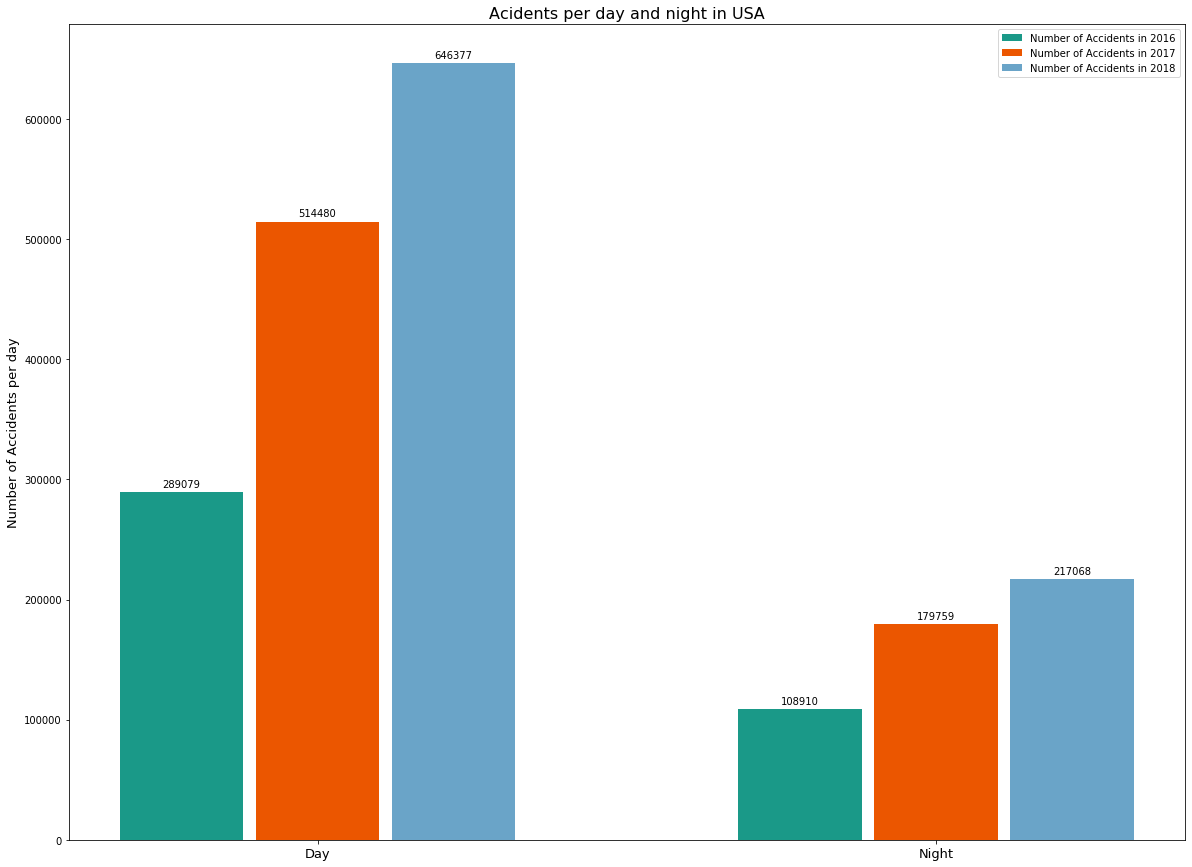 Acidents per day and night in USA
Number of Accidents in 2016
Number of Accidents in 2017
Number of Accidents in 2018
Number of Accidents per day
600000
500000
400000
300000
200000
100000
0
289079
514480
646377
108910
179759
217068
Day
Night